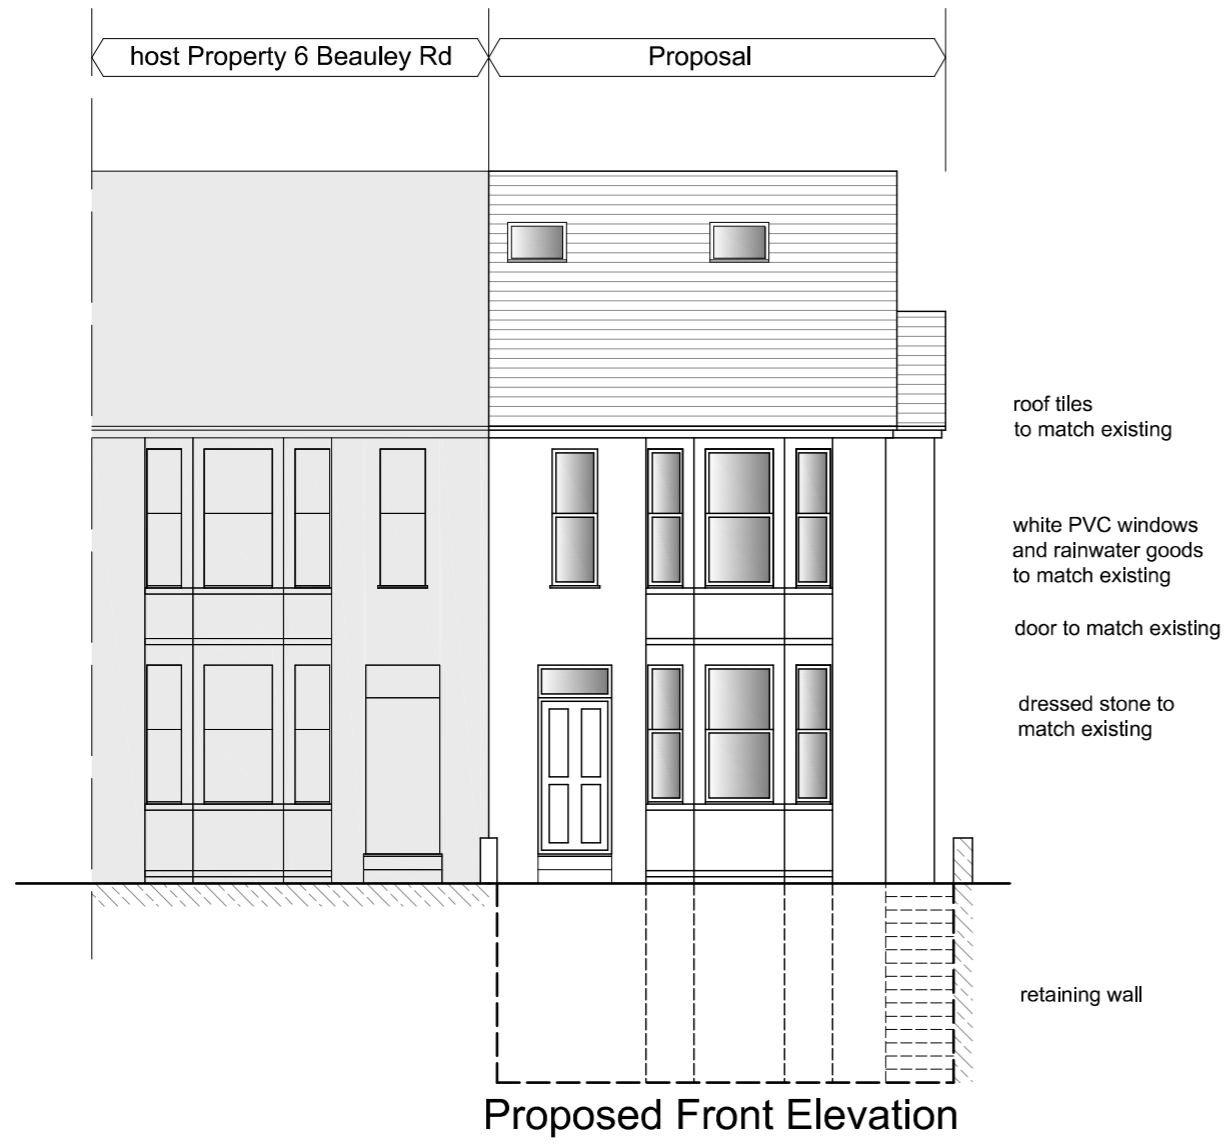 host Property 6 Beauley Rd
Proposal
roof tiles
to match existing
white PVC windows
and rainwater goods
to match existing
door to match existing
dressed stone to
match existing
retaining wall
Proposed Front Elevation